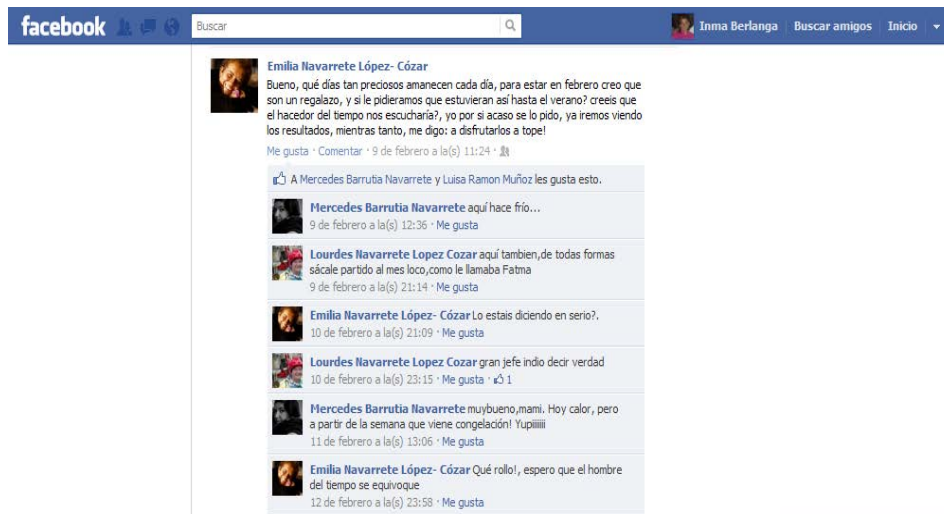 facebook
Buscar
Inma Berlanga Buscar amigos Inicio
Emilia Navarrete López- Cózar
Bueno, qué días tan preciosos amanecen cada día, para estar en febrero creo que
son un regalazo, y si le pidieramos que estuvieran así hasta el verano? creeis que
el hacedor del tiempo nos escucharía?, yo por si acaso se lo pido, ya iremos viendo
los resultados, mientras tanto, me digo: a disfrutarlos a tope!
Me gusta · Comentar · 9 de febrero a la(s) 11:24 ·
A Mercedes Barrutia Navarrete y Luisa Ramon Muñoz les gusta esto.
Mercedes Barrutia Navarrete aquí hace frío...
9 de febrero a la(s) 12:36 · Me gusta
Lourdes Navarrete Lopez Cozar aquí tambien,de todas formas
sácale partido al mes loco,como le llamaba Fatma
9 de febrero a la(s) 21:14 · Me gusta
Emilia Navarrete López- Cózar Lo estais diciendo en serio?.
10 de febrero a la(s) 21:09 · Me gusta
Lourdes Navarrete Lopez Cozar gran jefe indio decir verdad
10 de febrero a la(s) 23:15 · Me gusta · 1
Mercedes Barrutia Navarrete muybueno,mami. Hoy calor, pero
a partir de la semana que viene congelación! Yupiiiiii
11 de febrero a la(s) 13:06 · Me gusta
Emilia Navarrete López- Cózar Qué rollo!, espero que el hombre
del tiempo se equivoque
12 de febrero a la(s) 23:58 · Me gusta